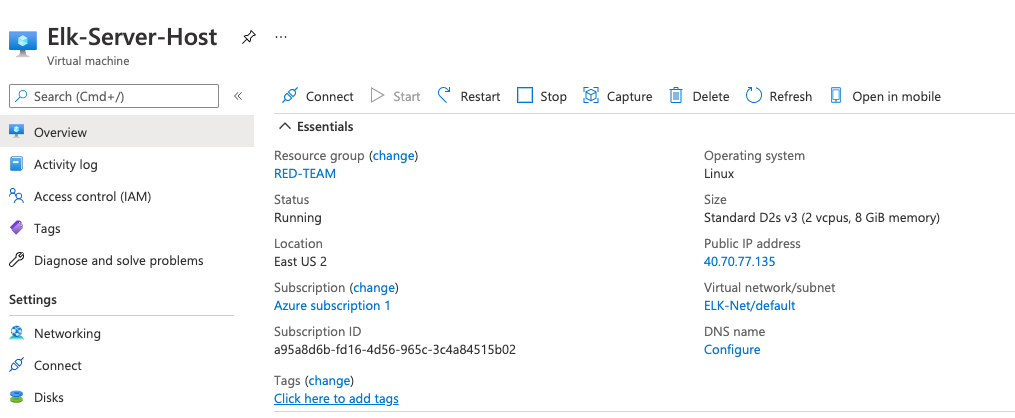 Elk-Server-Host
...
Virtual machine
Search (Cmd+/)
«
Connect
Start
Restart
Stop
Capture
Delete
Refresh
Open in mobile
Overview
Activity log
Access control (IAM)
Tags
Diagnose and solve problems
Settings
Networking
Connect
Disks
Essentials
Resource group (change)
RED-TEAM
Status
Running
Location
East US 2
Subscription (change)
Azure subscription 1
Subscription ID
a95a8d6b-fd16-4d56-965c-3c4a84515b02
Tags (change)
Click here to add tags
Operating system
Linux
Size
Standard D2s v3 (2 vcpus, 8 GiB memory)
Public IP address
40.70.77.135
Virtual network/subnet
ELK-Net/default
DNS name
Configure